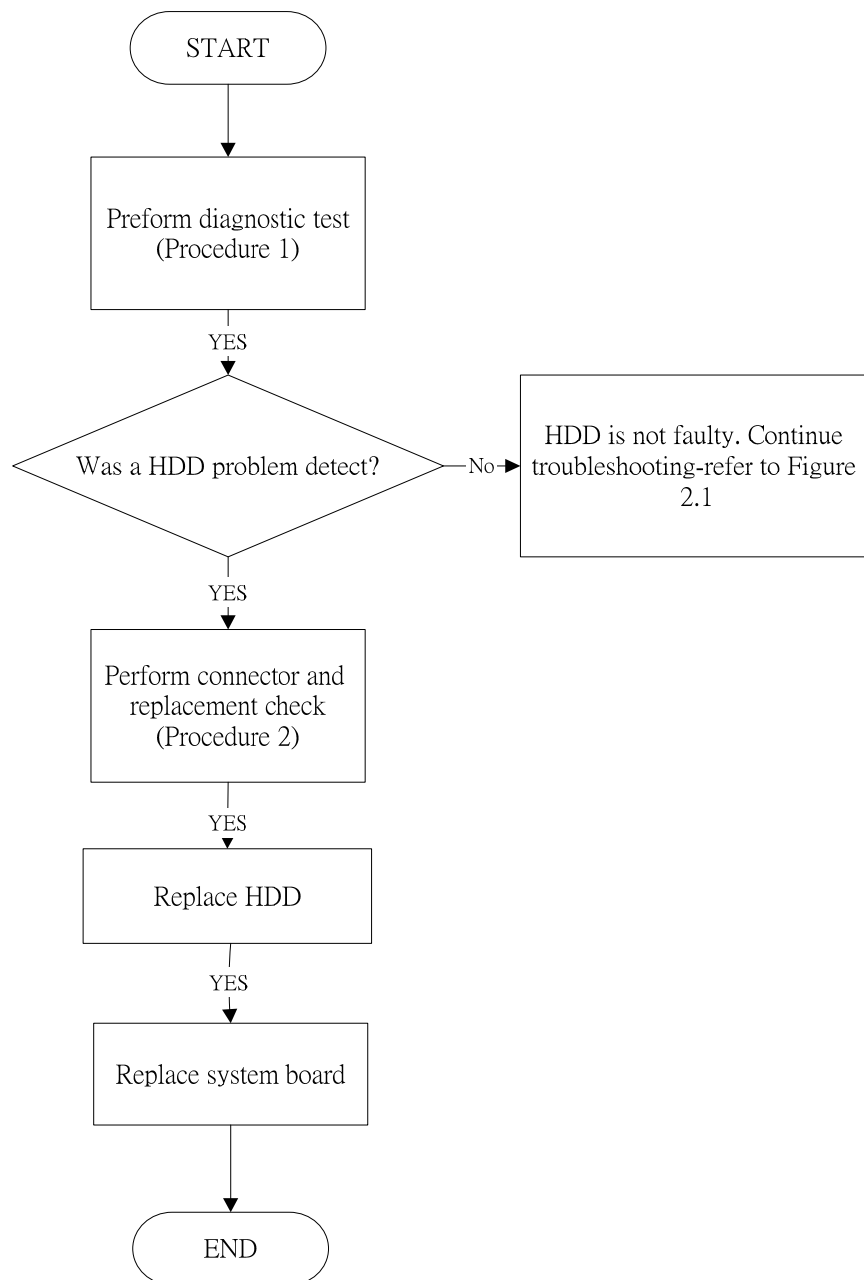 START
Preform diagnostic test
(Procedure 1)
YES
Was a HDD problem detect?
No
HDD is not faulty. Continue
troubleshooting-refer to Figure
2.1
YES
Perform connector and
replacement check
(Procedure 2)
YES
Replace HDD
YES
Replace system board
END